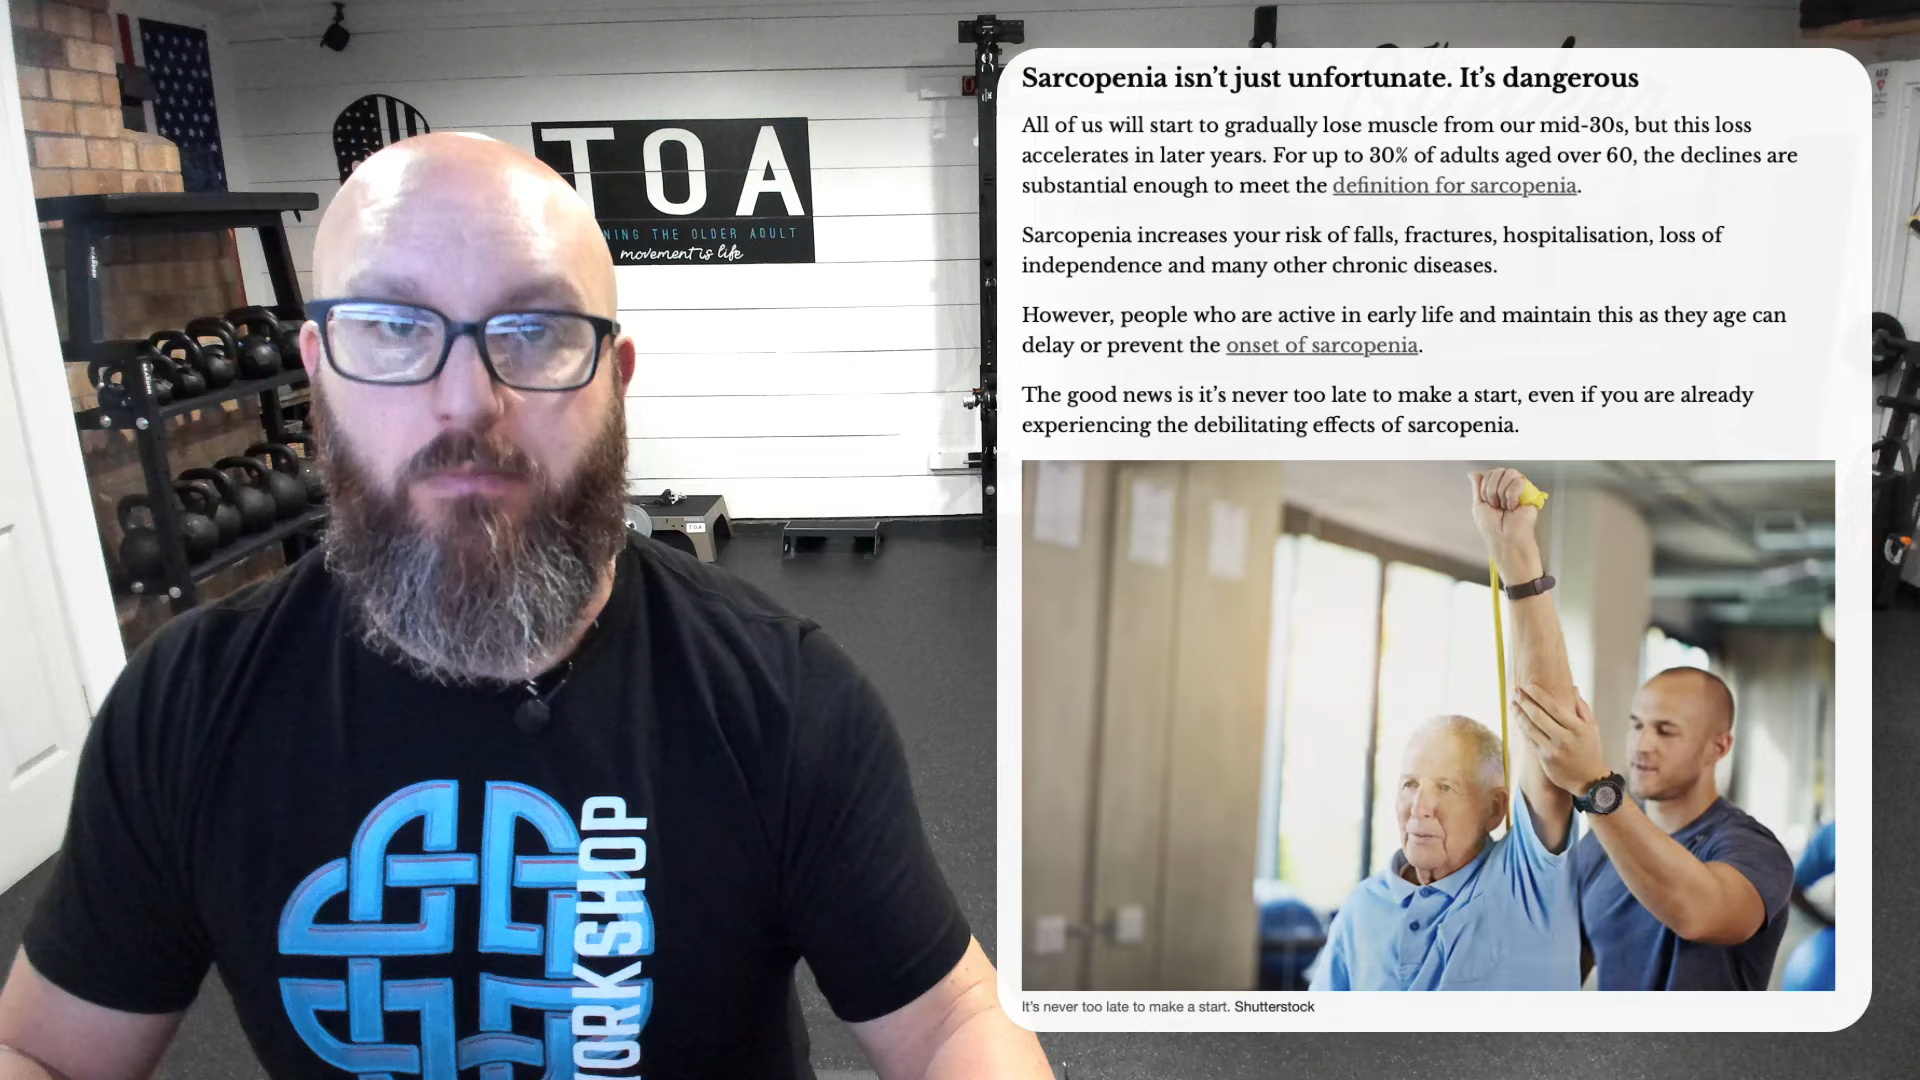 TOA
NING THE OLDER ADULT
movement is life
WORKSHOP
Sarcopenia isn’t just unfortunate. It’s dangerous
All of us will start to gradually lose muscle from our mid-30s, but this loss
accelerates in later years. For up to 30% of adults aged over 60, the declines are
substantial enough to meet the definition for sarcopenia.
Sarcopenia increases your risk of falls, fractures, hospitalisation, loss of
independence and many other chronic diseases.
However, people who are active in early life and maintain this as they age can
delay or prevent the onset of sarcopenia.
The good news is it’s never too late to make a start, even if you are already
experiencing the debilitating effects of sarcopenia.
It's never too late to make a start. Shutterstock
TOA
AED